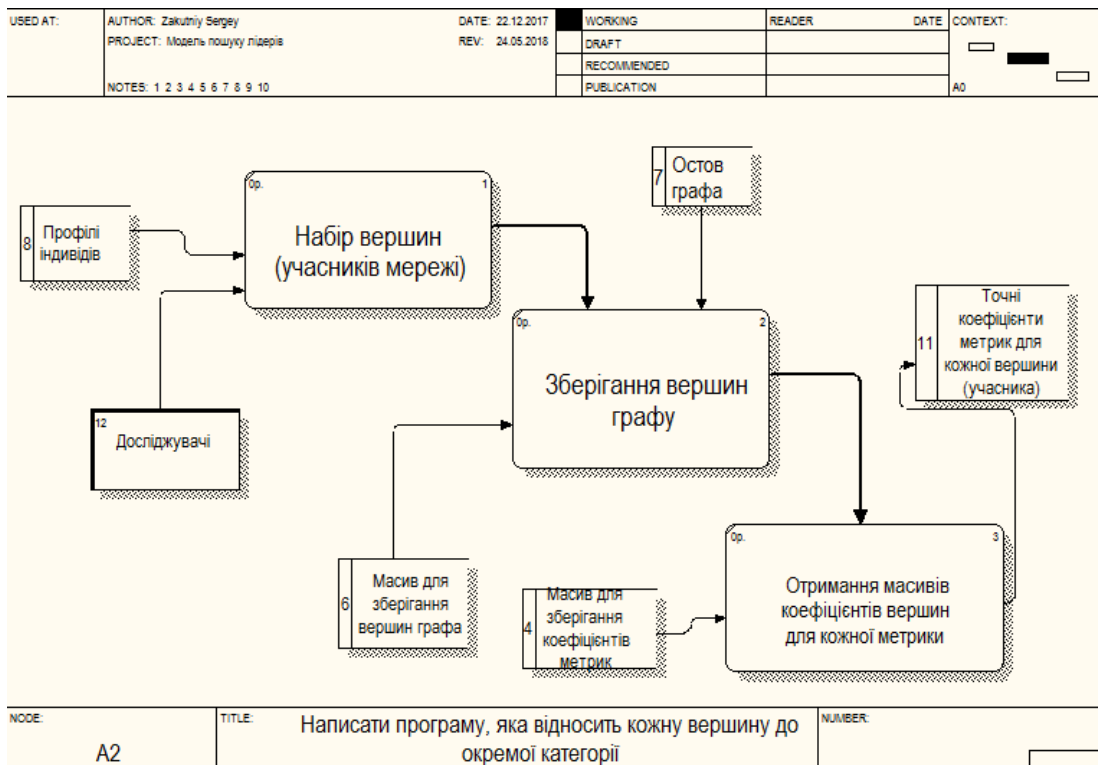 USED AT:
AUTHOR: Zakutniy Sergey
DATE: 22.12.2017
PROJECT: Модель пошуку лідерів
REV: 24.05.2018
NOTES: 1 2 3 4 5 6 7 8 9 10
WORKING
DRAFT
RECOMMENDED
PUBLICATION
READER
DATE
CONTEXT:
A0
8
Профілі
індивідів
0р.
1
Набір вершин
(учасників мережі)
7
Остов
графа
12
Досліджувачі
0р.
2
Зберігання вершин
графу
11
Точні
коефіцієнти
метрик для
кожної вершини
(учасника)
6
Масив для
зберігання
вершин графа
4
Масив для
зберігання
коефіцієнтів
метрик
0р.
3
Отримання масивів
коефіцієнтів вершин
для кожної метрики
NODE:
A2
TITLE:
Написати програму, яка відносить кожну вершину до
окремої категорії
NUMBER: